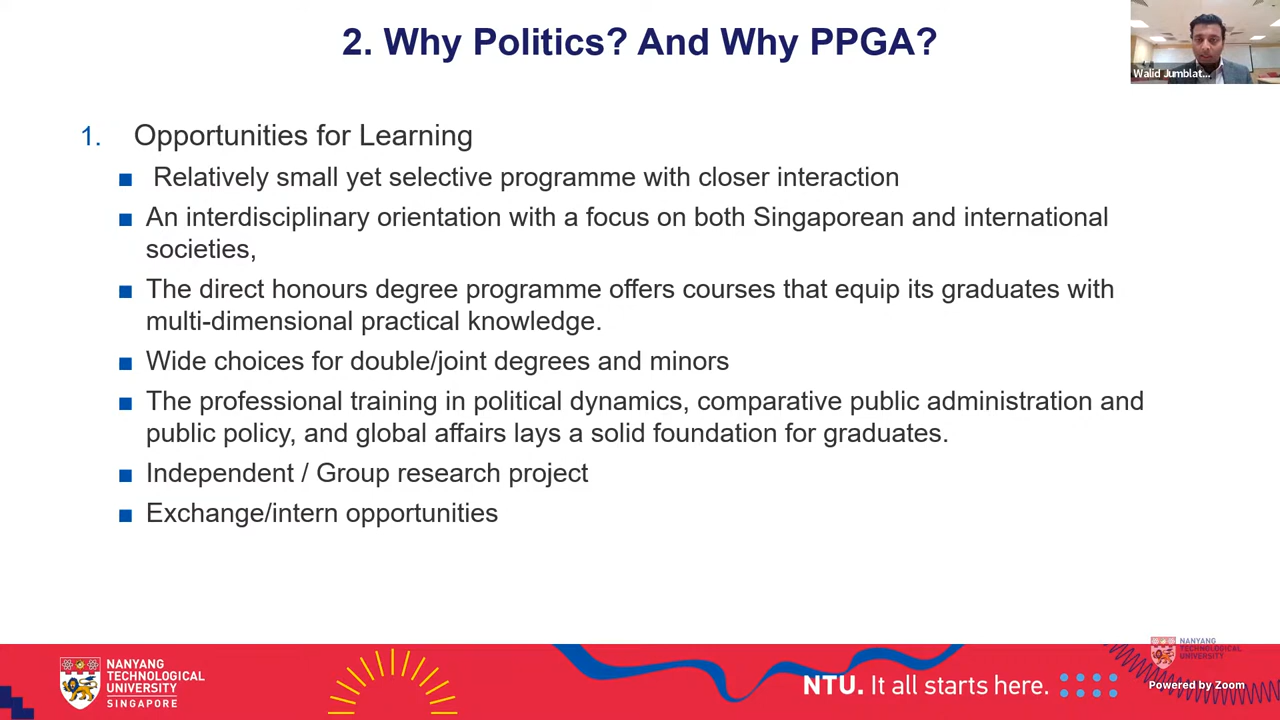 2. Why Politics? And Why PPGA?
Walid Jumblat...
1. Opportunities for Learning
■ Relatively small yet selective programme with closer interaction
■ An interdisciplinary orientation with a focus on both Singaporean and international
societies,
■ The direct honours degree programme offers courses that equip its graduates with
multi-dimensional practical knowledge.
■ Wide choices for double/joint degrees and minors
■ The professional training in political dynamics, comparative public administration and
public policy, and global affairs lays a solid foundation for graduates.
■ Independent / Group research project
■ Exchange/intern opportunities
NANYANG
TECHNOLOGICAL
UNIVERSITY
SINGAPORE
NTU. It all starts here.
NANYANG
TECHNOLOGICAL
UNIVERSITY
Powered by Zoom